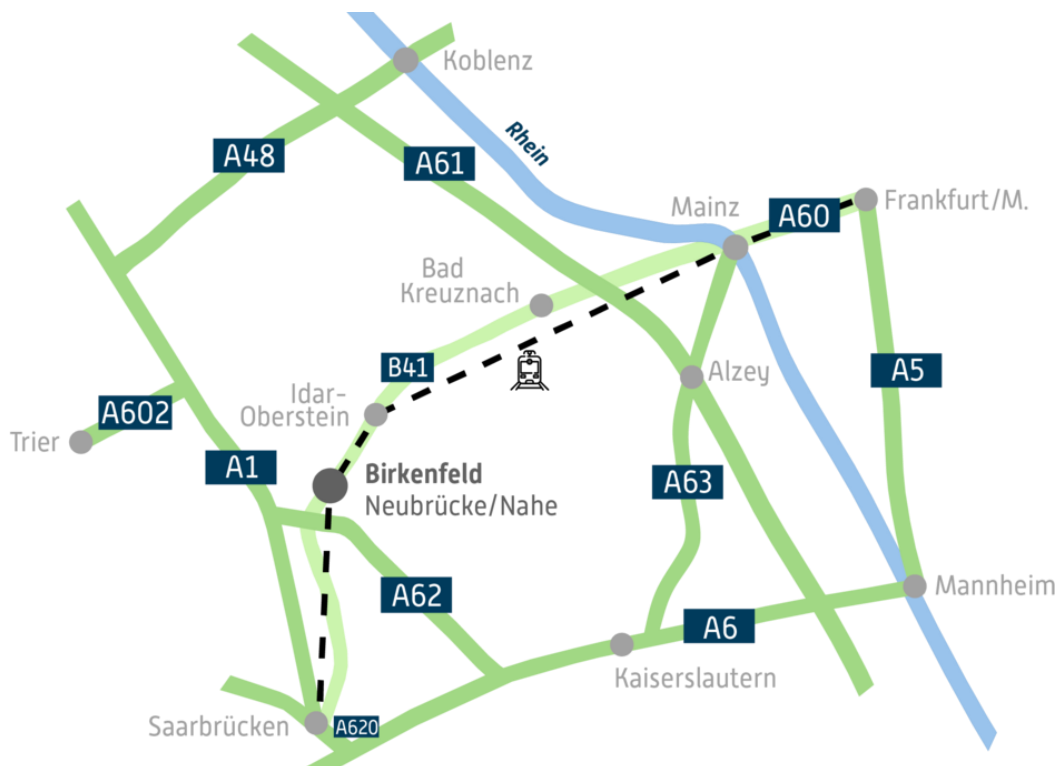 Koblenz
Rhein
A48
A61
Mainz
A60
Frankfurt/M.
Bad
Kreuznach
B41
Idar-
Oberstein
Alzey
A5
A602
Trier
A1
Birkenfeld
Neubrücke/Nahe
A63
A62
Mannheim
A6
Kaiserslautern
Saarbrücken
A620